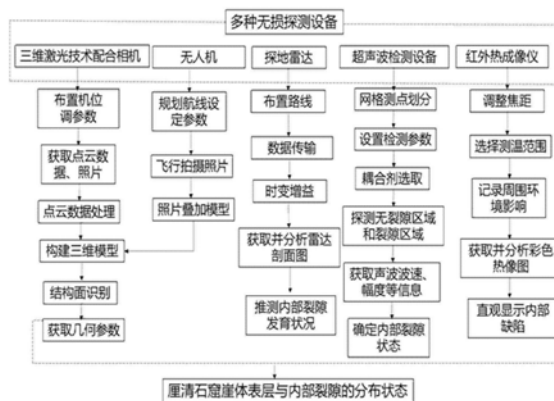 多种无损探测设备
三维激光技术配合相机
无人机
探地雷达
超声波检测设备
红外热成像仪
布置机位
调参数
获取点云
数据、照片
点云数据处理
构建三维模型
结构面识别
获取几何参数
规划航线设
定参数
飞行拍摄照片
照片叠加模型
布置路线
数据传输
时变增益
获取并分析雷达
剖面图
推测内部裂隙
发育状况
网格测点划分
设置检测参数
耦合剂选取
探测无裂隙区域
和裂隙区域
获取声波波速、
幅度等信息
确定内部裂隙
状态
调整焦距
选择测温范围
记录周围环
境影响
获取并分析彩色
热像图
直观显示内部
缺陷
厘清石窟崖体表层与内部裂隙的分布状态